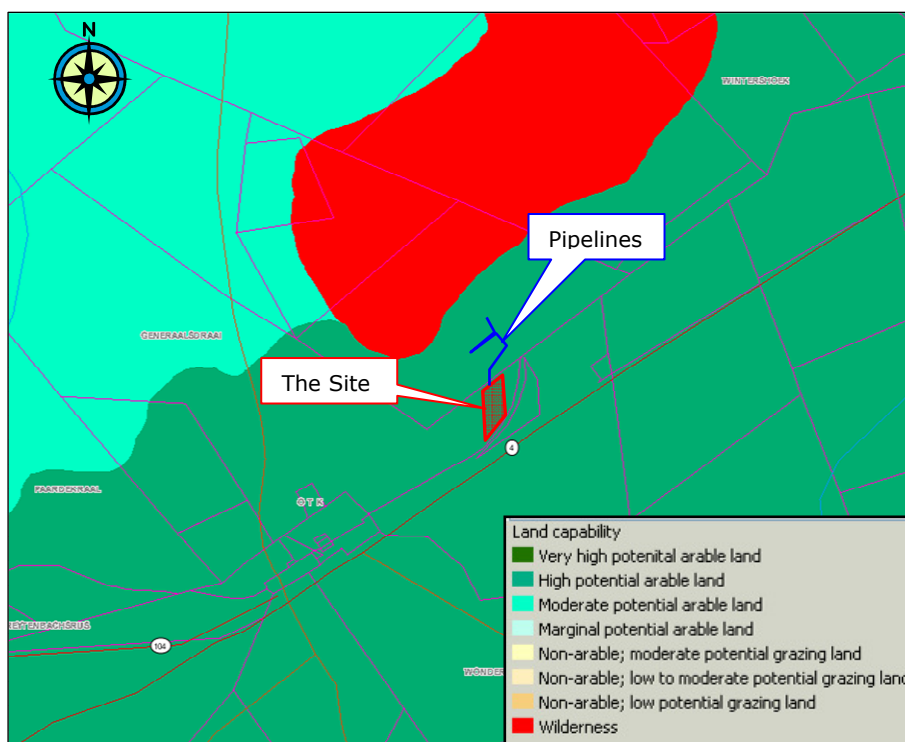 N
WINTERSHOEK
Pipelines
GENERAALSDRAAI
The Site
4
PAARDEKRAAL
O T K
104
WONDER
Land capability
Very high potenital arable land
High potential arable land
Moderate potential arable land
Marginal potential arable land
Non-arable; moderate potential grazing land
Non-arable; low to moderate potential grazing land
Non-arable; low potential grazing land
Wilderness